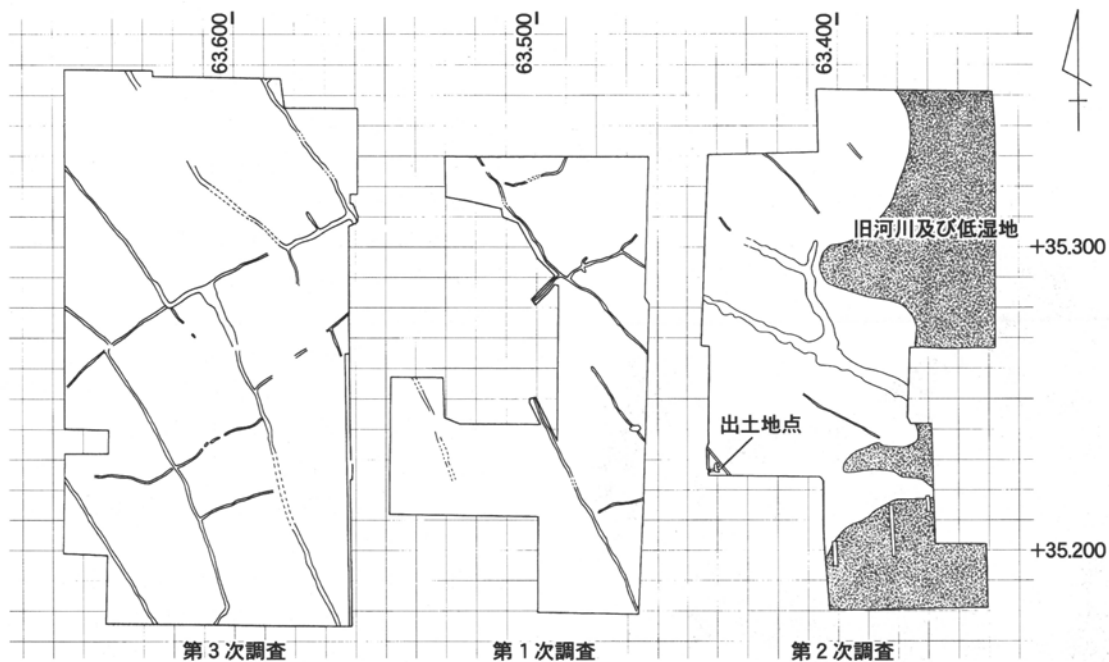 63.600
63.500
63.400
旧河川及び低湿地
+35.300
出土地点
+35.200
第3次調査
第1次調査
第2次調査